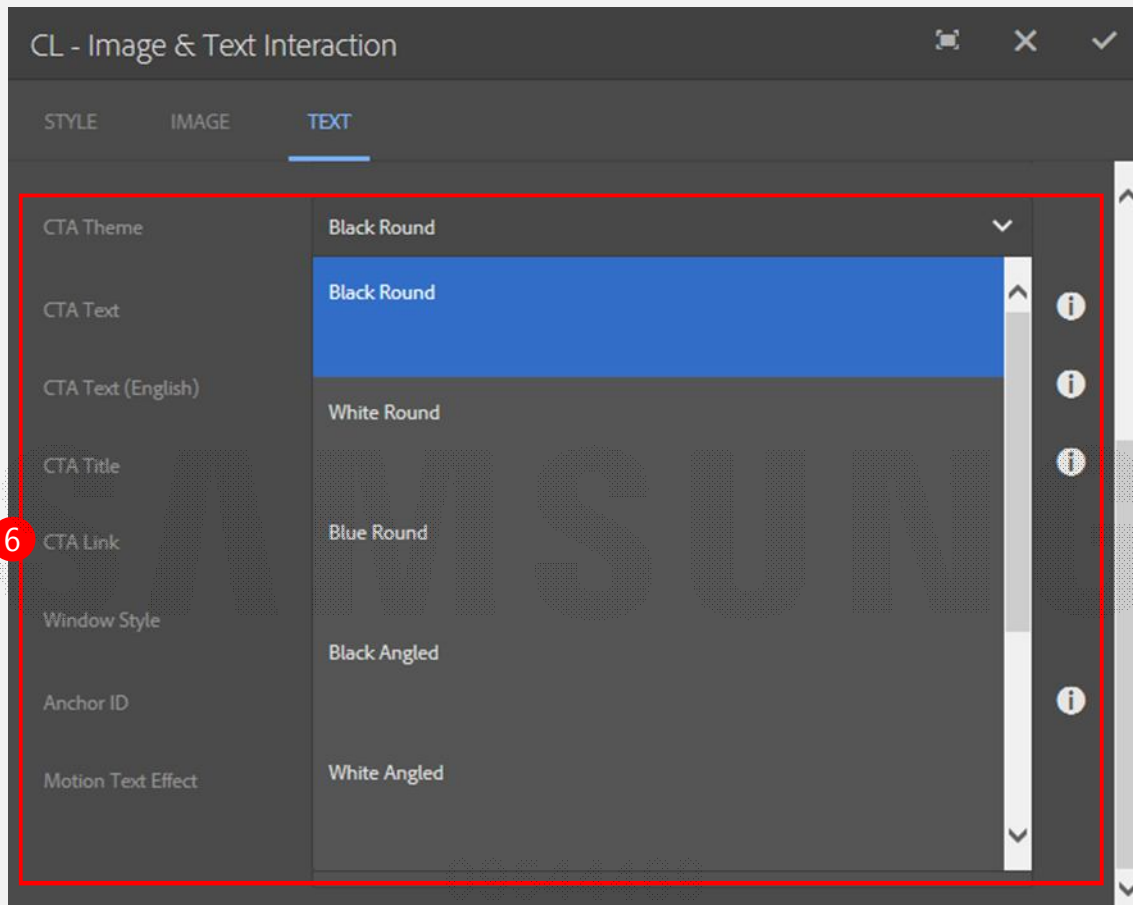 CL - Image & Text Interaction
STYLE IMAGE TEXT
CTA Theme Black Round
Black Round
CTA Text
CTA Text (English)
White Round
CTA Title
Blue Round
6 CTA Link
Window Style
Black Angled
Anchor ID
White Angled
Motion Text Effect
SAMSUNG